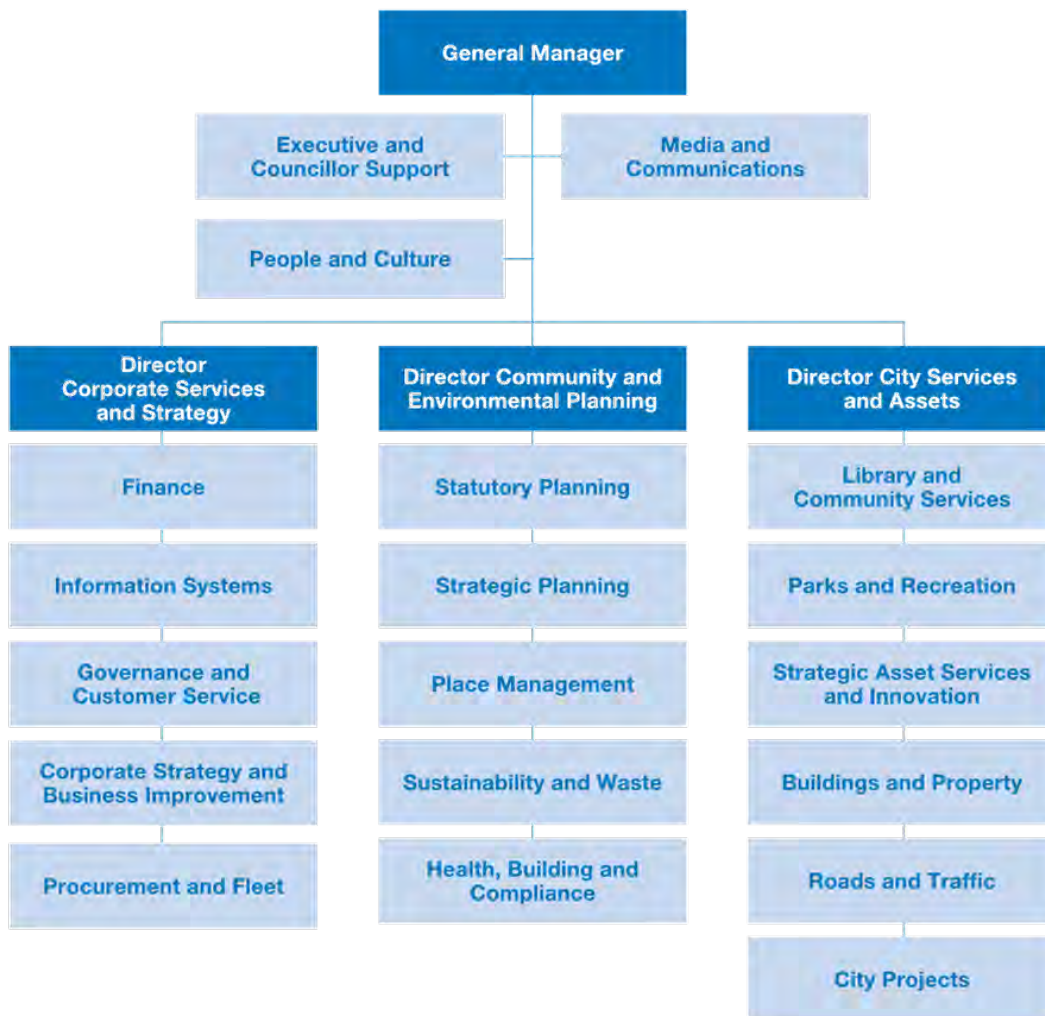 General Manager
Executive and
Councillor Support
Media and
Communications
People and Culture
Director
Corporate Services
and Strategy
Finance
Information Systems
Governance and
Customer Service
Corporate Strategy and
Business Improvement
Procurement and Fleet
Director Community and
Environmental Planning
Statutory Planning
Strategic Planning
Place Management
Sustainability and Waste
Health, Building and
Compliance
Director City Services
and Assets
Library and
Community Services
Parks and Recreation
Strategic Asset Services
and Innovation
Buildings and Property
Roads and Traffic
City Projects